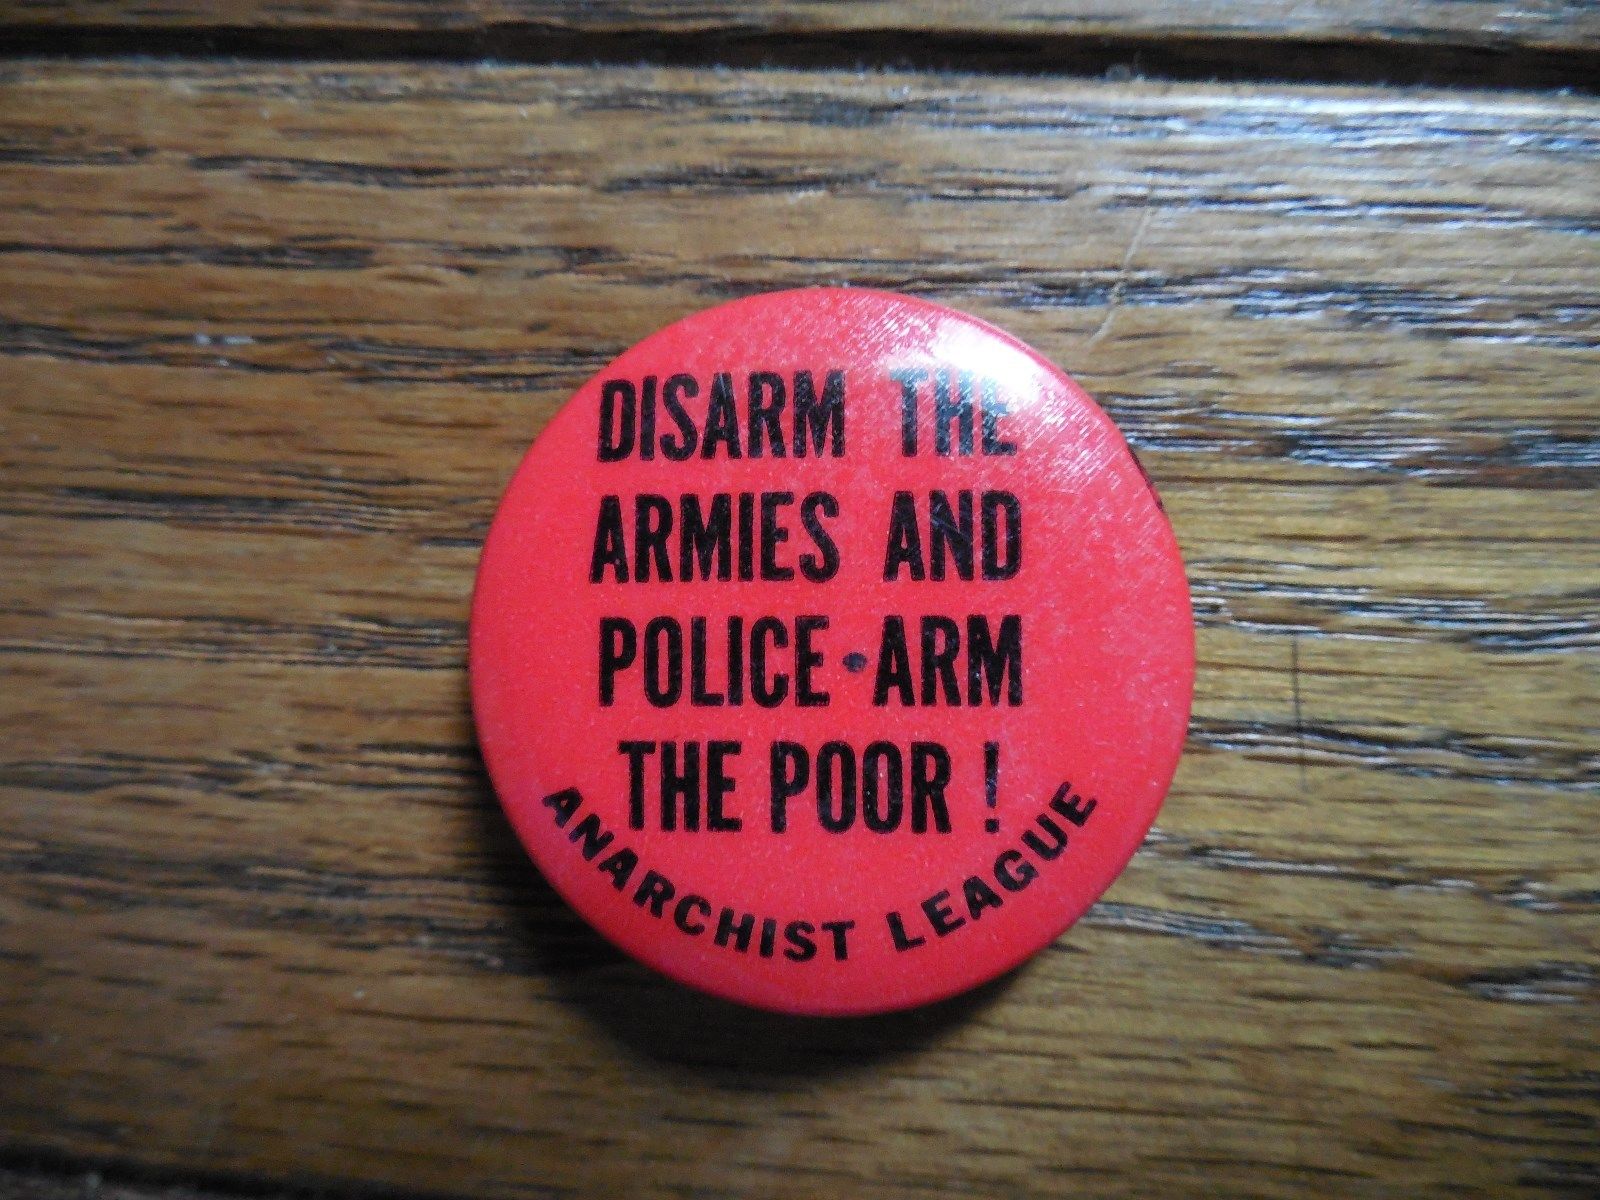 DISARM THE
ARMIES AND
POLICE • ARM
THE POOR !
ANARCHIST LEAGUE